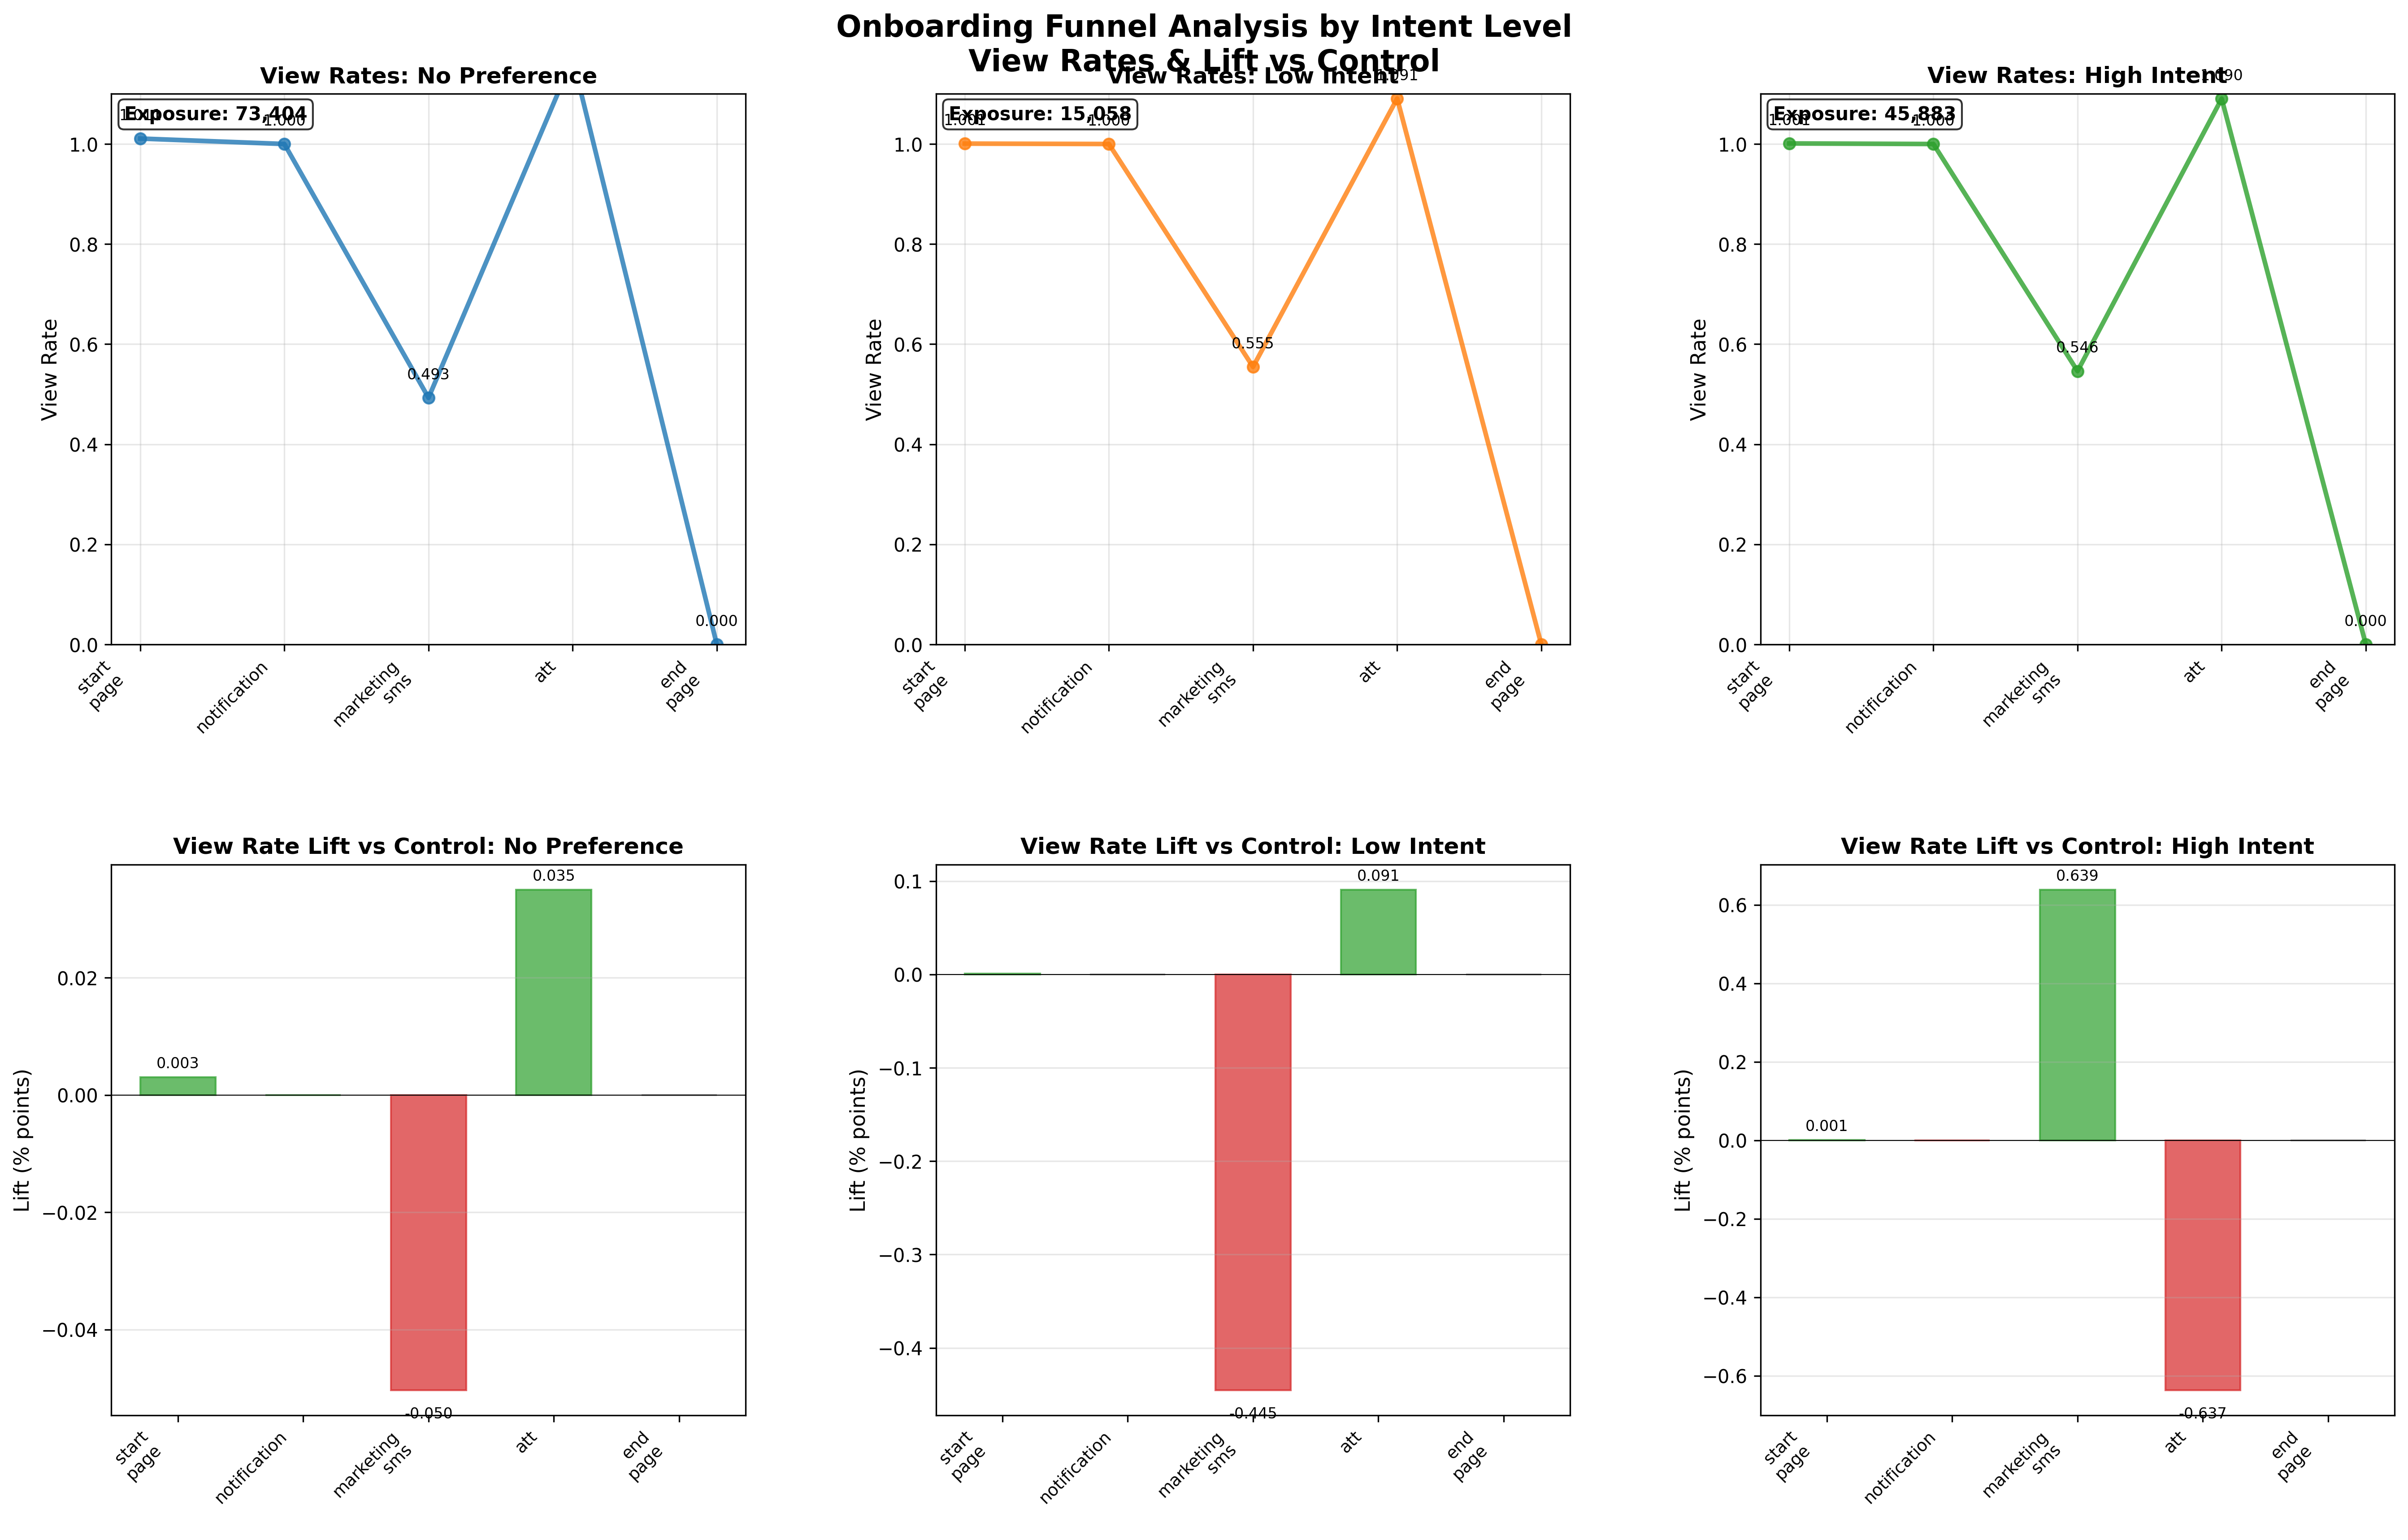 Onboarding Funnel Analysis by Intent Level
View Rates & Lift vs Control
View Rates: No Preference
Exposure: 73,404
1.000
0.493
0.000
View Rate
0.0
0.2
0.4
0.6
0.8
1.0
start
page
notification
marketing
sms
att
end
page
View Rates: Low Intent
1.091
Exposure: 15,058
1.001
1.000
0.555
View Rate
0.0
0.2
0.4
0.6
0.8
1.0
start
page
notification
marketing
sms
att
end
page
View Rates: High Intent
1.090
Exposure: 45,883
1.001
1.000
0.546
0.000
View Rate
0.0
0.2
0.4
0.6
0.8
1.0
start
page
notification
marketing
sms
att
end
page
View Rate Lift vs Control: No Preference
0.035
0.003
-0.050
Lift (% points)
0.02
0.00
−0.02
−0.04
start
page
notification
marketing
sms
att
end
page
View Rate Lift vs Control: Low Intent
0.091
-0.445
Lift (% points)
0.1
0.0
−0.1
−0.2
−0.3
−0.4
start
page
notification
marketing
sms
att
end
page
View Rate Lift vs Control: High Intent
0.639
0.001
-0.637
Lift (% points)
0.6
0.4
0.2
0.0
−0.2
−0.4
−0.6
start
page
notification
marketing
sms
att
end
page